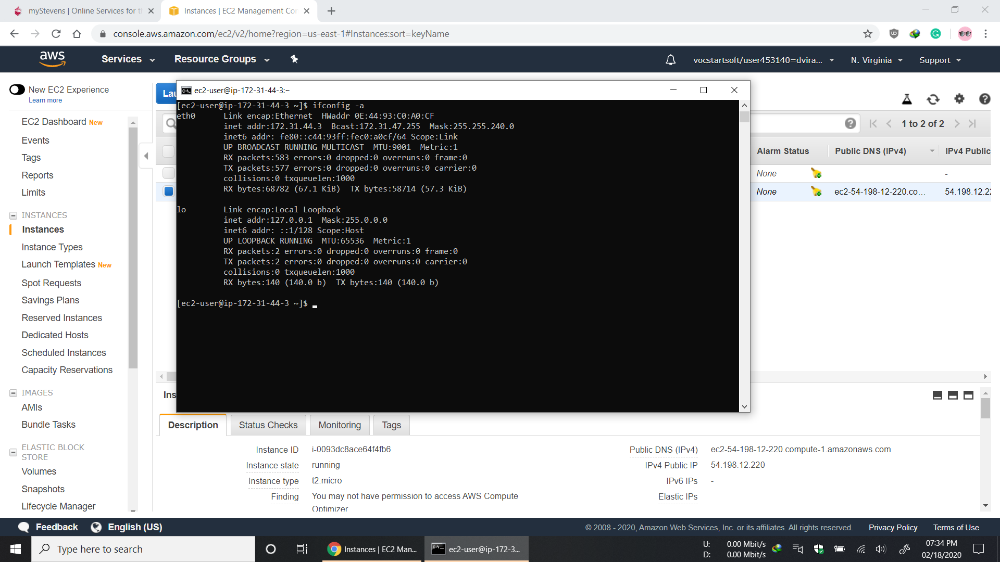 myStevens | Online Services for t
Instances | EC2 Management Con
console.aws.amazon.com/ec2/v2/home?region=us-east-1#Instances:sort=keyName
aws
Services
Resource Groups
vocstartsoft/user453140=dvira...
N. Virginia
Support
New EC2 Experience
Learn more
EC2 Dashboard New
Events
Tags
Reports
Limits
INSTANCES
Instances
Instance Types
Launch Templates New
Spot Requests
Savings Plans
Reserved Instances
Dedicated Hosts
Scheduled Instances
Capacity Reservations
IMAGES
AMIs
Bundle Tasks
ELASTIC BLOCK
STORE
Volumes
Snapshots
Lifecycle Manager
Lau
1 to 2 of 2
Alarm Status
Public DNS (IPv4)
IPv4 Public
None
-
None
ec2-54-198-12-220.co...
54.198.12.22
ec2-user@ip-172-31-44-3:~
[ec2-user@ip-172-31-44-3 ~]$ ifconfig -a
eth0 Link encap:Ethernet HWaddr 0E:44:93:C0:A0:CF
inet addr:172.31.44.3 Bcast:172.31.47.255 Mask:255.255.240.0
inet6 addr: fe80::c44:93ff:fec0:a0cf/64 Scope:Link
UP BROADCAST RUNNING MULTICAST MTU:9001 Metric:1
RX packets:583 errors:0 dropped:0 overruns:0 frame:0
TX packets:577 errors:0 dropped:0 overruns:0 carrier:0
collisions:0 txqueuelen:1000
RX bytes:68782 (67.1 KiB) TX bytes:58714 (57.3 KiB)
lo Link encap:Local Loopback
inet addr:127.0.0.1 Mask:255.0.0.0
inet6 addr: ::1/128 Scope:Host
UP LOOPBACK RUNNING MTU:65536 Metric:1
RX packets:2 errors:0 dropped:0 overruns:0 frame:0
TX packets:2 errors:0 dropped:0 overruns:0 carrier:0
collisions:0 txqueuelen:1000
RX bytes:140 (140.0 b) TX bytes:140 (140.0 b)
[ec2-user@ip-172-31-44-3 ~]$
Ins
Description
Status Checks
Monitoring
Tags
Instance ID i-0093dc8ace64f4fb6
Instance state running
Instance type t2.micro
Finding You may not have permission to access AWS Compute
Optimizer
Public DNS (IPv4) ec2-54-198-12-220.compute-1.amazonaws.com
IPv4 Public IP 54.198.12.220
IPv6 IPs -
Elastic IPs
Feedback
English (US)
© 2008 - 2020, Amazon Web Services, Inc. or its affiliates. All rights reserved.
Privacy Policy
Terms of Use
Type here to search
Instances | EC2 Man...
ec2-user@ip-172-3...
U: 0.00 Mbit/s
D: 0.00 Mbit/s
07:34 PM
02/18/2020